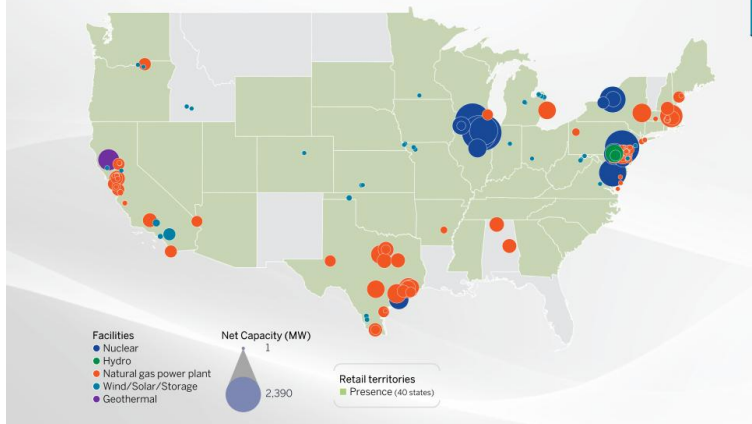 Facilities
Nuclear
Hydro
Natural gas power plant
Wind/Solar/Storage
Geothermal
Net Capacity (MW)
1
2,390
Retail territories
Presence (40 states)